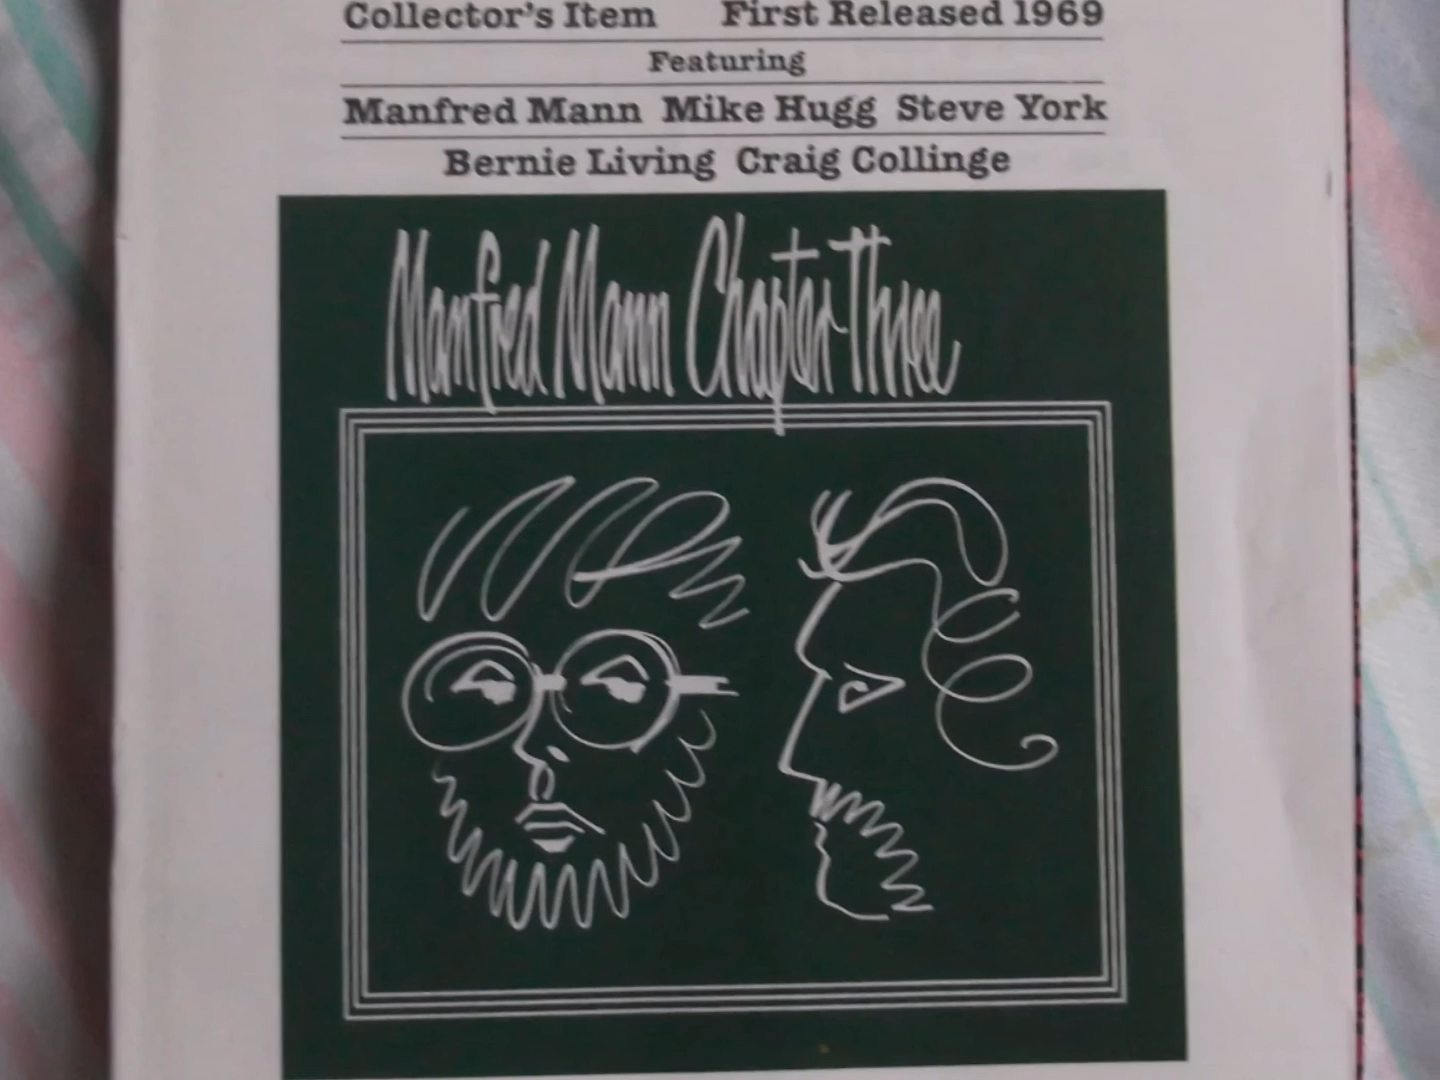 Collector's Item First Released 1969
Featuring
Manfred Mann Mike Hugg Steve York
Bernie Living Craig Collinge
Manfred Mann Chapter Three